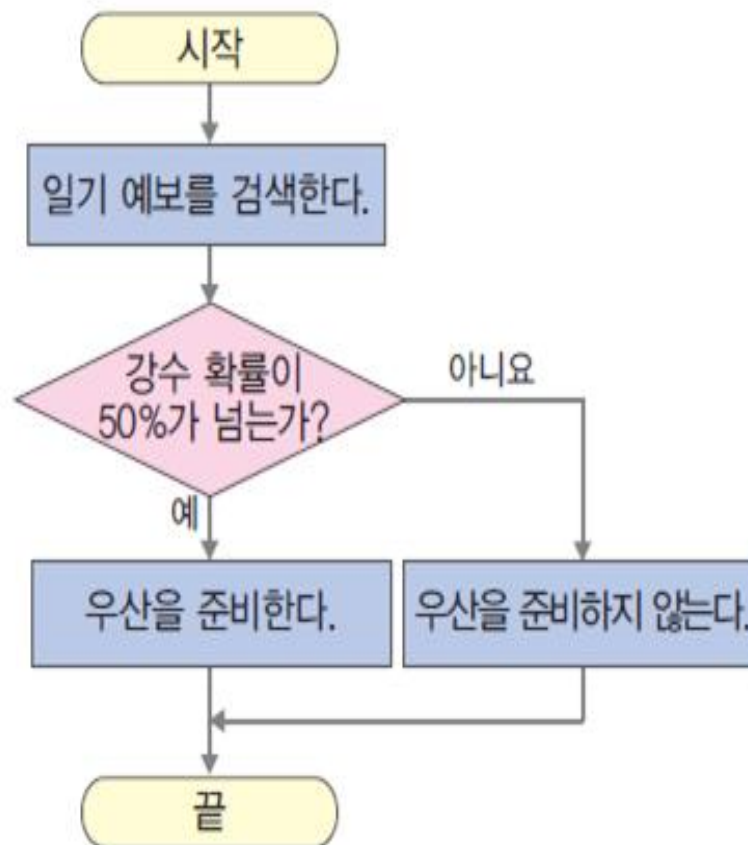 시작
일기 예보를 검색한다.
강수 확률이
50%가 넘는가?
아니요
예
우산을 준비한다.
우산을 준비하지 않는다.
끝